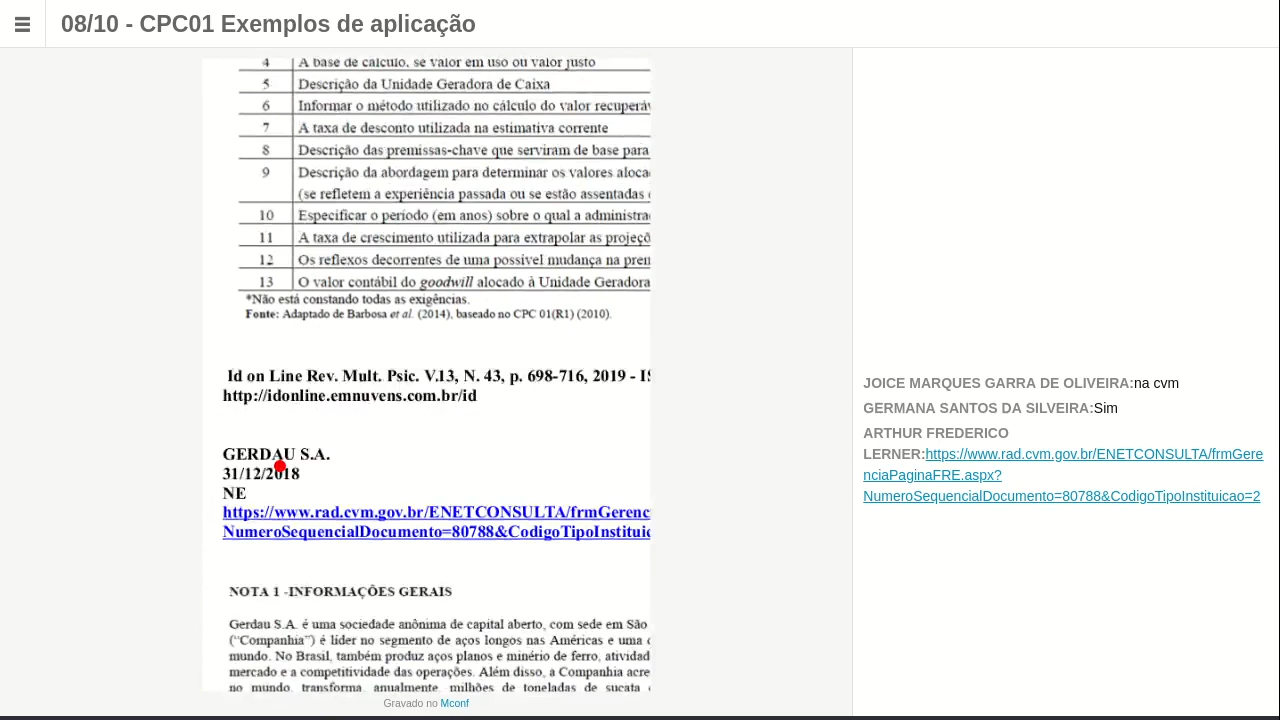 08/10 - CPC01 Exemplos de aplicação
4 A base de cálculo, se valor em uso ou valor justo
5 Descrição da Unidade Geradora de Caixa
6 Informar o método utilizado no cálculo do valor
7 A taxa de desconto utilizada na estimativa corrente
8 Descrição das premissas-chave que serviram de base para
9 Descrição da abordagem para determinar os valores
(se refletem a experiência passada ou se estão assentadas
10 Especificar o período (em anos) sobre o qual a
11 A taxa de crescimento utilizada para extrapolar as
12 Os reflexos decorrentes de uma possível mudança na
13 O valor contábil do goodwill alocado à Unidade Geradora
*Não está constando todas as exigências.
Fonte: Adaptado de Barbosa et al. (2014), baseado no CPC 01(R1) (2010).
Id on Line Rev. Mult. Psic. V.13, N. 43, p. 698-716, 2019 -
http://idonline.emnuvens.com.br/id
GERDAU S.A.
31/12/2018
NE
https://www.rad.cvm.gov.br/ENETCONSULTA/frmGerenc
NumeroSequencialDocumento=80788&CodigoTipoInstituic
NOTA 1 -INFORMAÇÕES GERAIS
Gerdau S.A. é uma sociedade anônima de capital aberto, com sede em São
("Companhia") é líder no segmento de aços longos nas Américas e uma
mundo. No Brasil, também produz aços planos e minério de ferro,
mercado e a competitividade das operações. Além disso, a Companhia
no mundo, transforma, anualmente, milhões de toneladas de sucata
Gravado no Mconf
JOICE MARQUES GARRA DE OLIVEIRA:na cvm
GERMANA SANTOS DA SILVEIRA:Sim
ARTHUR FREDERICO
LERNER:https://www.rad.cvm.gov.br/ENETCONSULTA/frmGere
nciaPaginaFRE.aspx?
NumeroSequencialDocumento=80788&CodigoTipoInstituicao=2